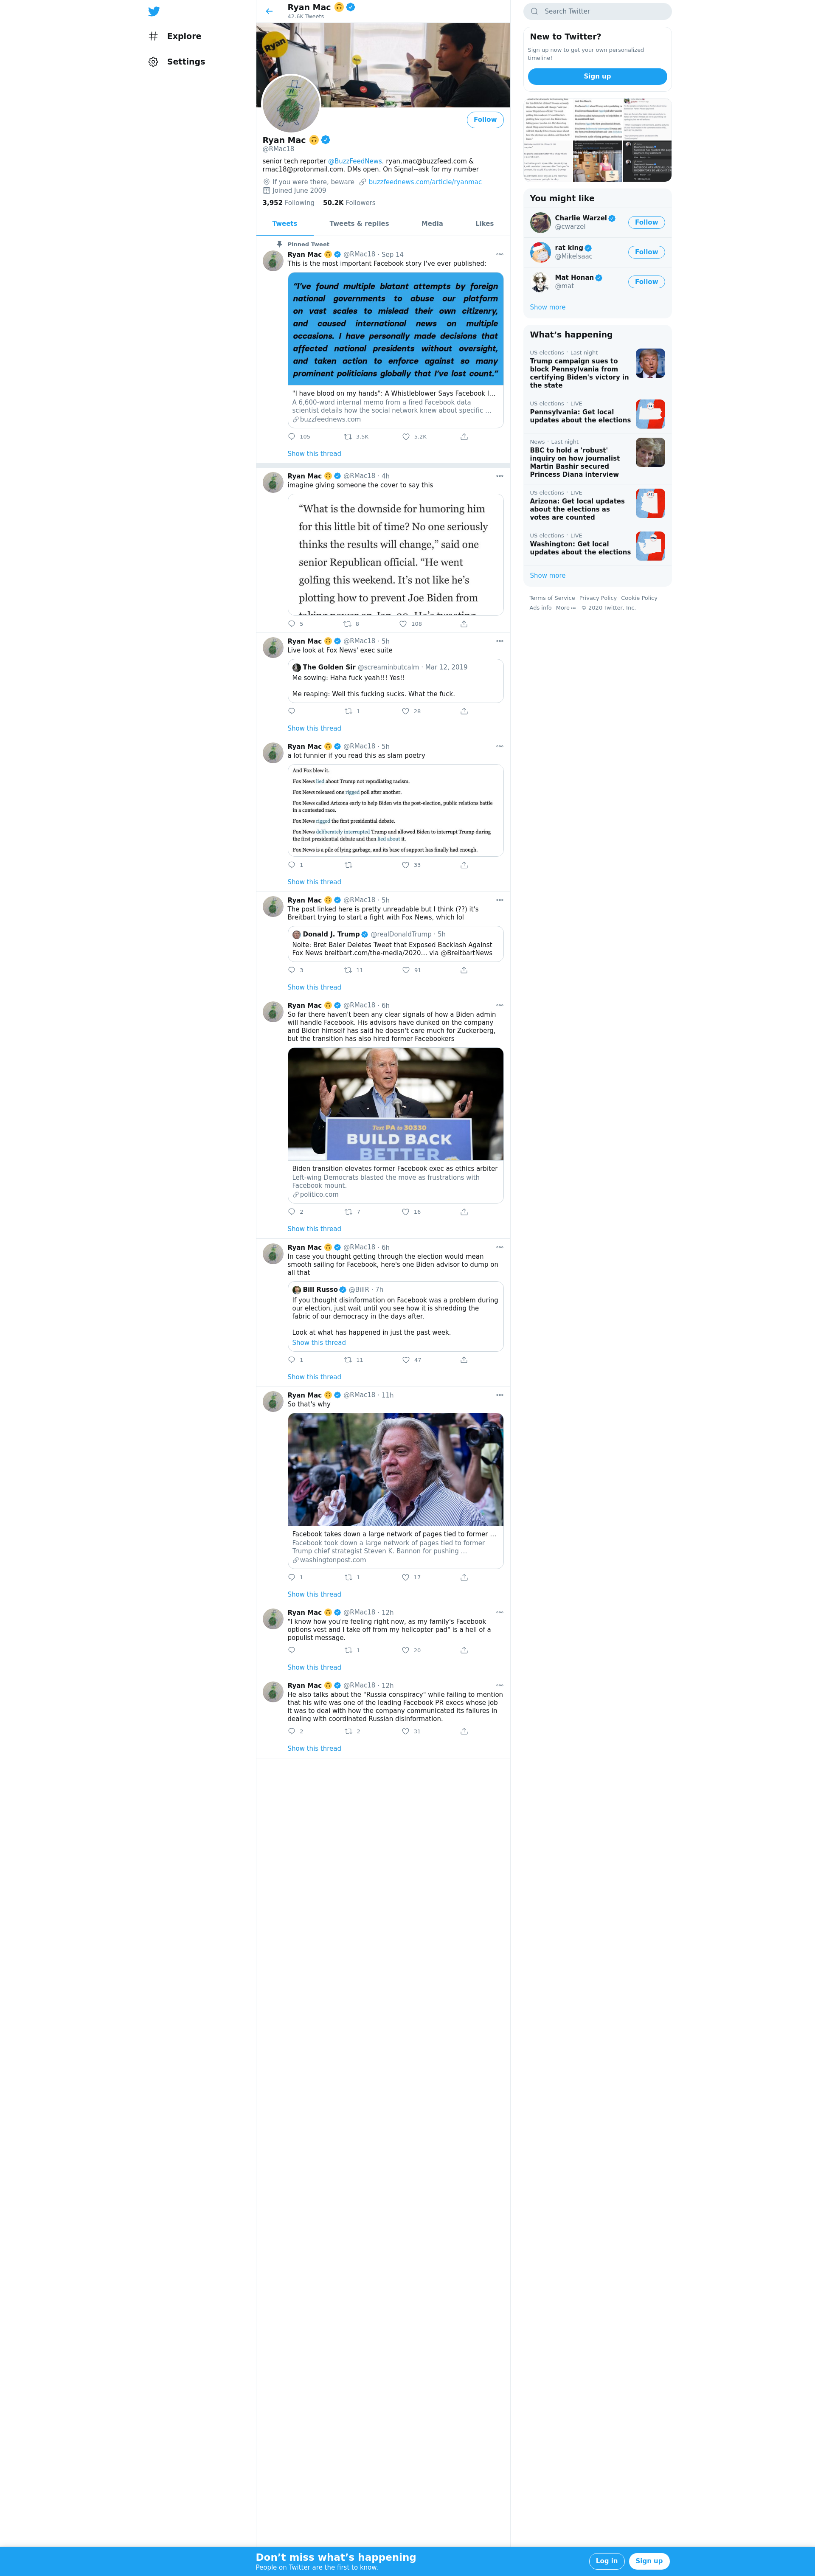 Explore
Settings
Ryan Mac 🙃
42.6K Tweets
Ryan
Follow
Ryan Mac 🙃
@RMac18
senior tech reporter @BuzzFeedNews. ryan.mac@buzzfeed.com &
rmac18@protonmail.com. DMs open. On Signal--ask for my number
If you were there, beware buzzfeednews.com/article/ryanmac
Joined June 2009
3,952 Following 50.2K Followers
Tweets Tweets & replies Media Likes
Pinned Tweet
Ryan Mac 🙃 @RMac18 · Sep 14
This is the most important Facebook story I've ever published:
"I've found multiple blatant attempts by foreign
national governments to abuse our platform
on vast scales to mislead their own citizenry,
and caused international news on multiple
occasions. I have personally made decisions that
affected national presidents without oversight,
and taken action to enforce against so many
prominent politicians globally that I've lost count."
"I have blood on my hands": A Whistleblower Says Facebook I...
A 6,600-word internal memo from a fired Facebook data
scientist details how the social network knew about specific ...
buzzfeednews.com
105 3.5K 5.2K
Show this thread
Ryan Mac 🙃 @RMac18 · 4h
imagine giving someone the cover to say this
“What is the downside for humoring him
for this little bit of time? No one seriously
thinks the results will change,” said one
senior Republican official. “He went
golfing this weekend. It’s not like he’s
plotting how to prevent Joe Biden from
taking power on Jan. 20. He’s tweeting
5 8 108
Ryan Mac 🙃 @RMac18 · 5h
Live look at Fox News' exec suite
The Golden Sir @screaminbutcalm · Mar 12, 2019
Me sowing: Haha fuck yeah!!! Yes!!
Me reaping: Well this fucking sucks. What the fuck.
1 28
Show this thread
Ryan Mac 🙃 @RMac18 · 5h
a lot funnier if you read this as slam poetry
And Fox blew it.
Fox News lied about Trump not repudiating racism.
Fox News released one rigged poll after another.
Fox News called Arizona early to help Biden win the post-election, public relations battle
in a contested race.
Fox News rigged the first presidential debate.
Fox News deliberately interrupted Trump and allowed Biden to interrupt Trump during
the first presidential debate and then lied about it.
Fox News is a pile of lying garbage, and its base of support has finally had enough.
1 33
Show this thread
Ryan Mac 🙃 @RMac18 · 5h
The post linked here is pretty unreadable but I think (??) it's
Breitbart trying to start a fight with Fox News, which lol
Donald J. Trump @realDonaldTrump · 5h
Nolte: Bret Baier Deletes Tweet that Exposed Backlash Against
Fox News breitbart.com/the-media/2020... via @BreitbartNews
3 11 91
Show this thread
Ryan Mac 🙃 @RMac18 · 6h
So far there haven't been any clear signals of how a Biden admin
will handle Facebook. His advisors have dunked on the company
and Biden himself has said he doesn't care much for Zuckerberg,
but the transition has also hired former Facebookers
Text PA to 30330
BUILD BACK
BETTER
Biden transition elevates former Facebook exec as ethics arbiter
Left-wing Democrats blasted the move as frustrations with
Facebook mount.
politico.com
2 7 16
Show this thread
Ryan Mac 🙃 @RMac18 · 6h
In case you thought getting through the election would mean
smooth sailing for Facebook, here's one Biden advisor to dump on
all that
Bill Russo @BillR · 7h
If you thought disinformation on Facebook was a problem during
our election, just wait until you see how it is shredding the
fabric of our democracy in the days after.
Look at what has happened in just the past week.
Show this thread
1 11 47
Show this thread
Ryan Mac 🙃 @RMac18 · 11h
So that's why
Facebook takes down a large network of pages tied to former ...
Facebook took down a large network of pages tied to former
Trump chief strategist Steven K. Bannon for pushing ...
washingtonpost.com
1 1 17
Show this thread
Ryan Mac 🙃 @RMac18 · 12h
"I know how you're feeling right now, as my family's Facebook
options vest and I take off from my helicopter pad" is a hell of a
populist message.
1 20
Show this thread
Ryan Mac 🙃 @RMac18 · 12h
He also talks about the "Russia conspiracy" while failing to mention
that his wife was one of the leading Facebook PR execs whose job
it was to deal with how the company communicated its failures in
dealing with coordinated Russian disinformation.
2 2 31
Show this thread
Search Twitter
New to Twitter?
Sign up now to get your own personalized
timeline!
Sign up
You might like
Charlie Warzel
@cwarzel
Follow
rat king
@MikeIsaac
Follow
Mat Honan
@mat
Follow
Show more
What’s happening
US elections · Last night
Trump campaign sues to
block Pennsylvania from
certifying Biden's victory in
the state
US elections · LIVE
Pennsylvania: Get local
updates about the elections
News · Last night
BBC to hold a 'robust'
inquiry on how journalist
Martin Bashir secured
Princess Diana interview
US elections · LIVE
Arizona: Get local updates
about the elections as
votes are counted
US elections · LIVE
Washington: Get local
updates about the elections
Show more
Terms of Service Privacy Policy Cookie Policy
Ads info More © 2020 Twitter, Inc.
Don’t miss what’s happening
People on Twitter are the first to know.
Log in
Sign up